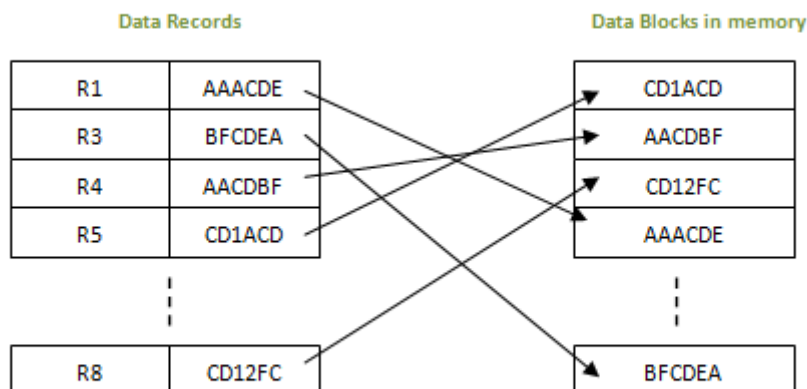 Data Records Data Blocks in memory
R1 AAACDE CD1ACD
R3 BFCDEA AACDBF
R4 AACDBF CD12FC
R5 CD1ACD AAACDE
R8 CD12FC BFCDEA